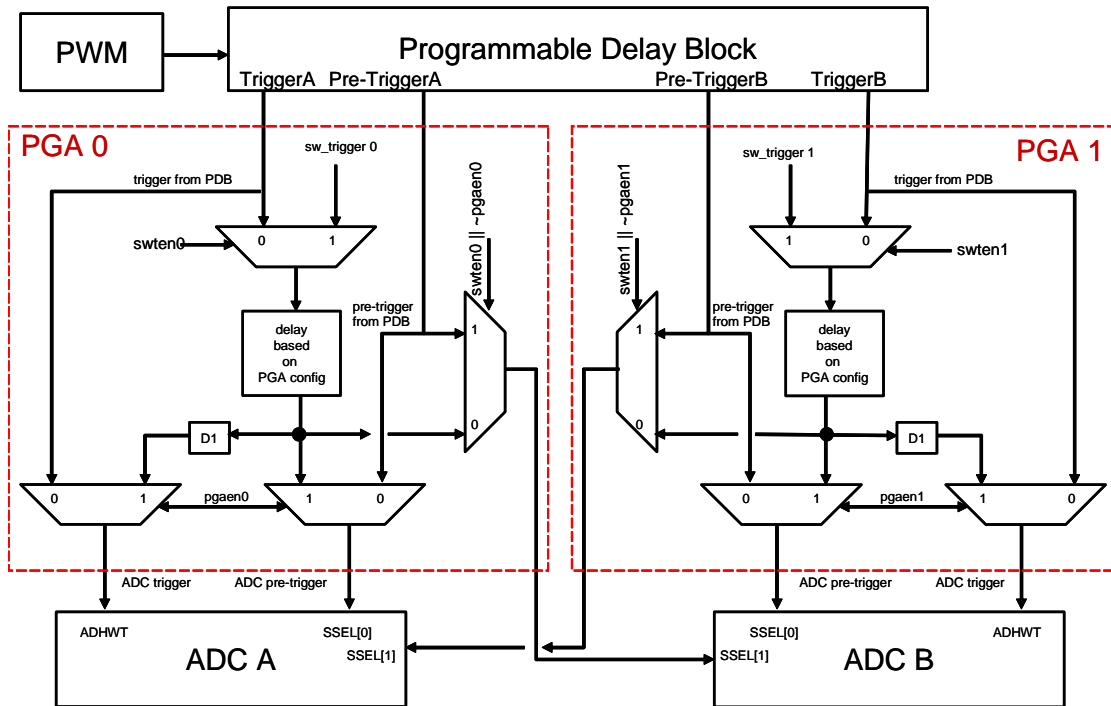 PWM
Programmable Delay Block
TriggerA Pre-TriggerA Pre-TriggerB TriggerB
PGA 0
PGA 1
sw_trigger 0
sw_trigger 1
trigger from PDB
trigger from PDB
swten0 || ~pgaen0
swten1 || ~pgaen1
0 1
1 0
swten0
swten1
pre-trigger
from PDB
pre-trigger
from PDB
1
1
delay
based
on
PGA config
delay
based
on
PGA config
0
0
D1
D1
0 1
pgaen0
1 0
0 1
pgaen1
1 0
ADC trigger
ADC pre-trigger
ADC pre-trigger
ADC trigger
ADHWT
SSEL[0]
SSEL[1]
ADC A
SSEL[0]
ADHWT
SSEL[1]
ADC B